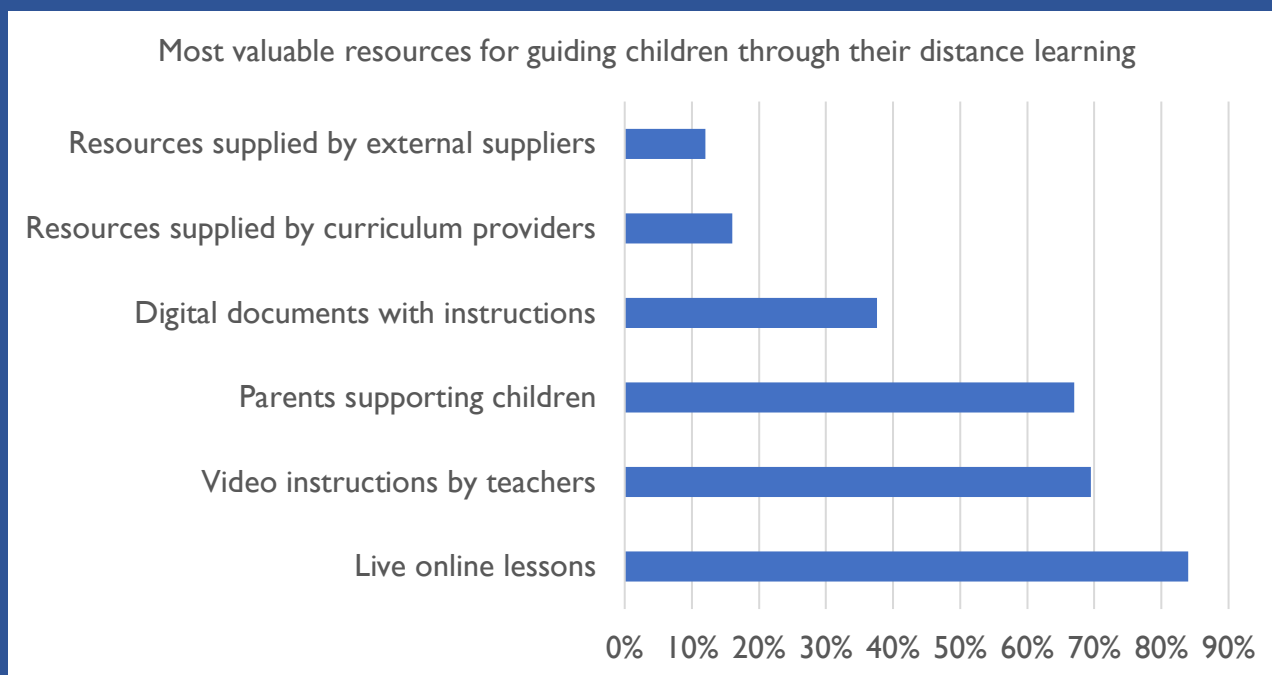 Most valuable resources for guiding children through their distance learning
Resources supplied by external suppliers
Resources supplied by curriculum providers
Digital documents with instructions
Parents supporting children
Video instructions by teachers
Live online lessons
0% 10% 20% 30% 40% 50% 60% 70% 80% 90%